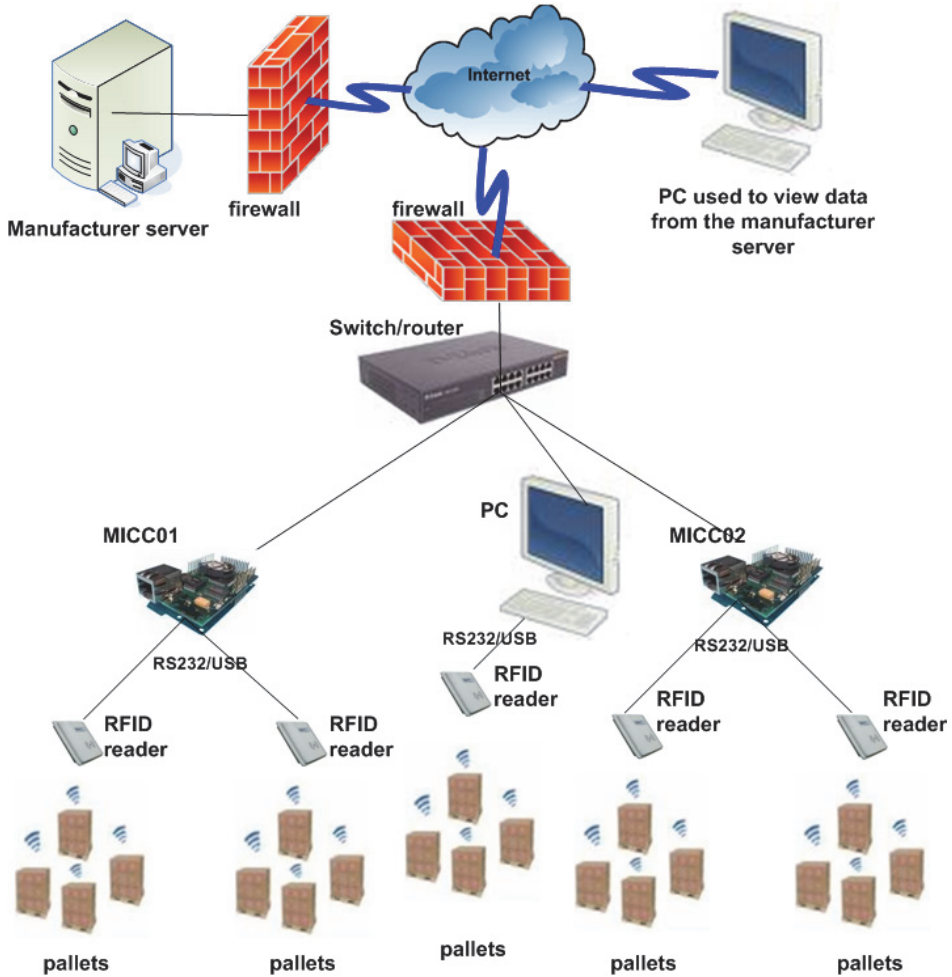 Internet
firewall
Manufacturer server
firewall
PC used to view data
from the manufacturer
server
Switch/router
PC
MICC01
MICC02
RS232/USB
RS232/USB
RS232/USB
RFID
reader
RFID
reader
RFID
reader
RFID
reader
RFID
reader
pallets
pallets
pallets
pallets
pallets